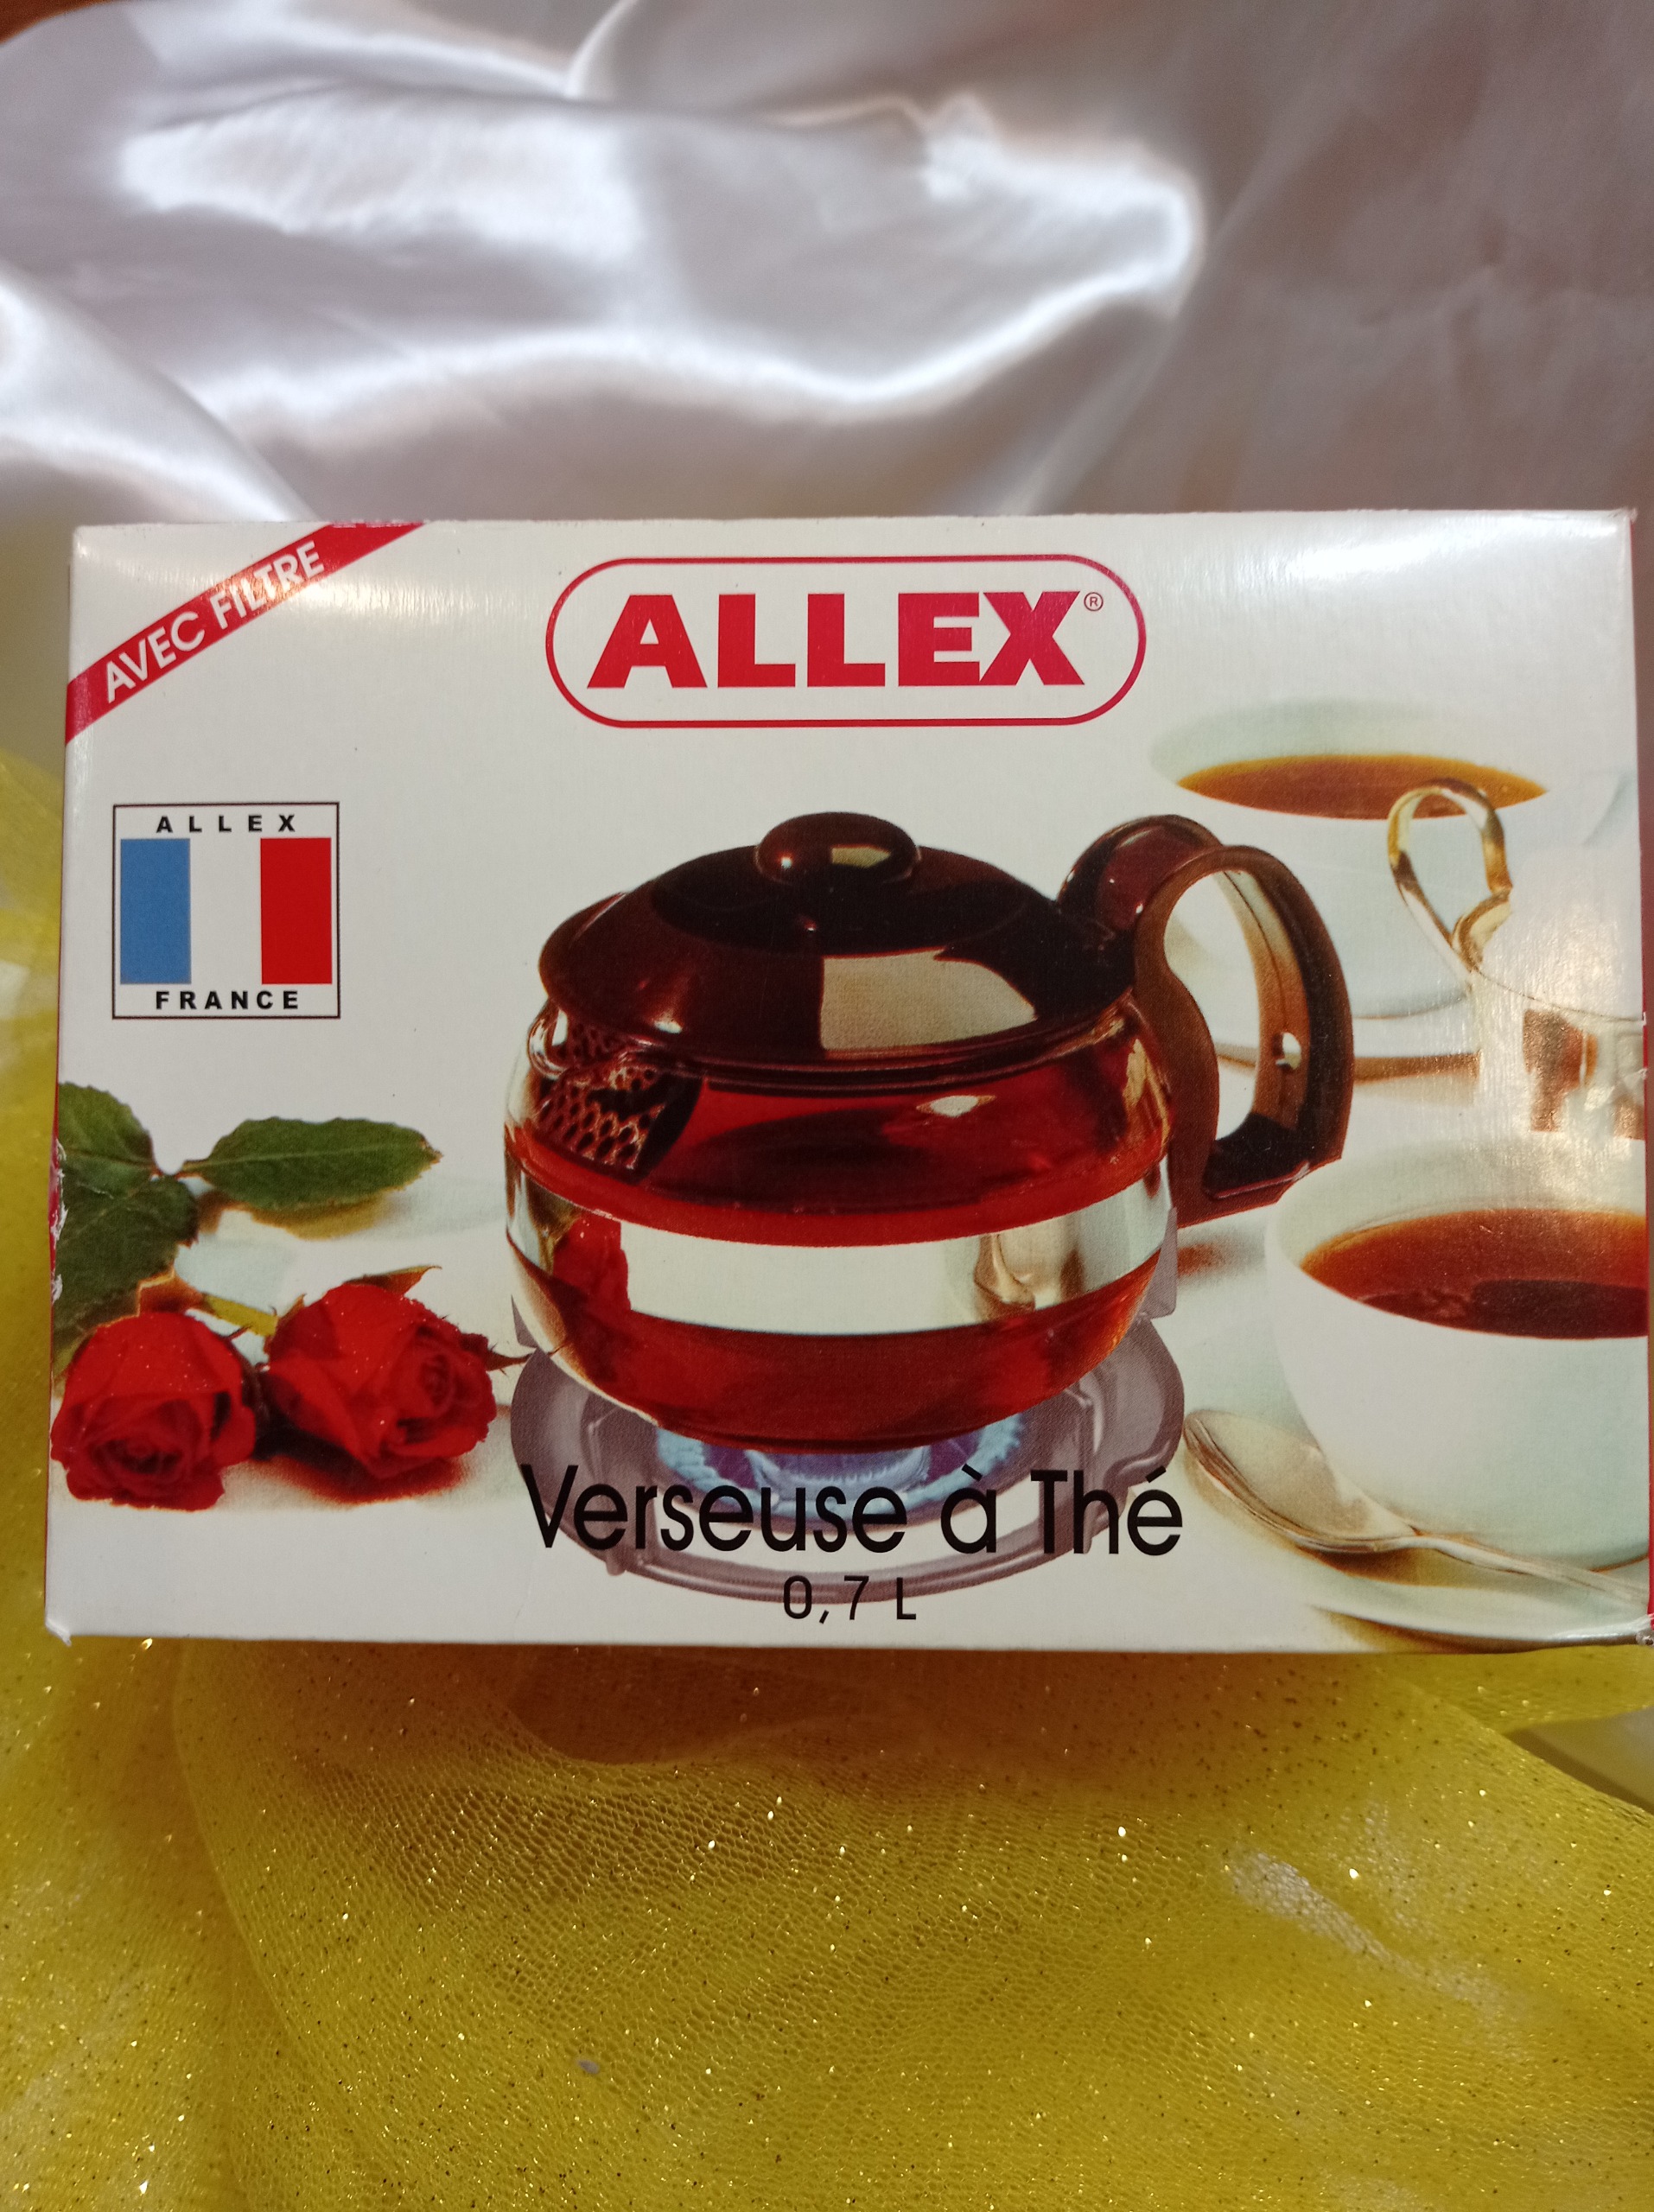 AVEC FILTRE
ALLEX®
ALLEX
FRANCE
Verseuse à Thé
0,7 L